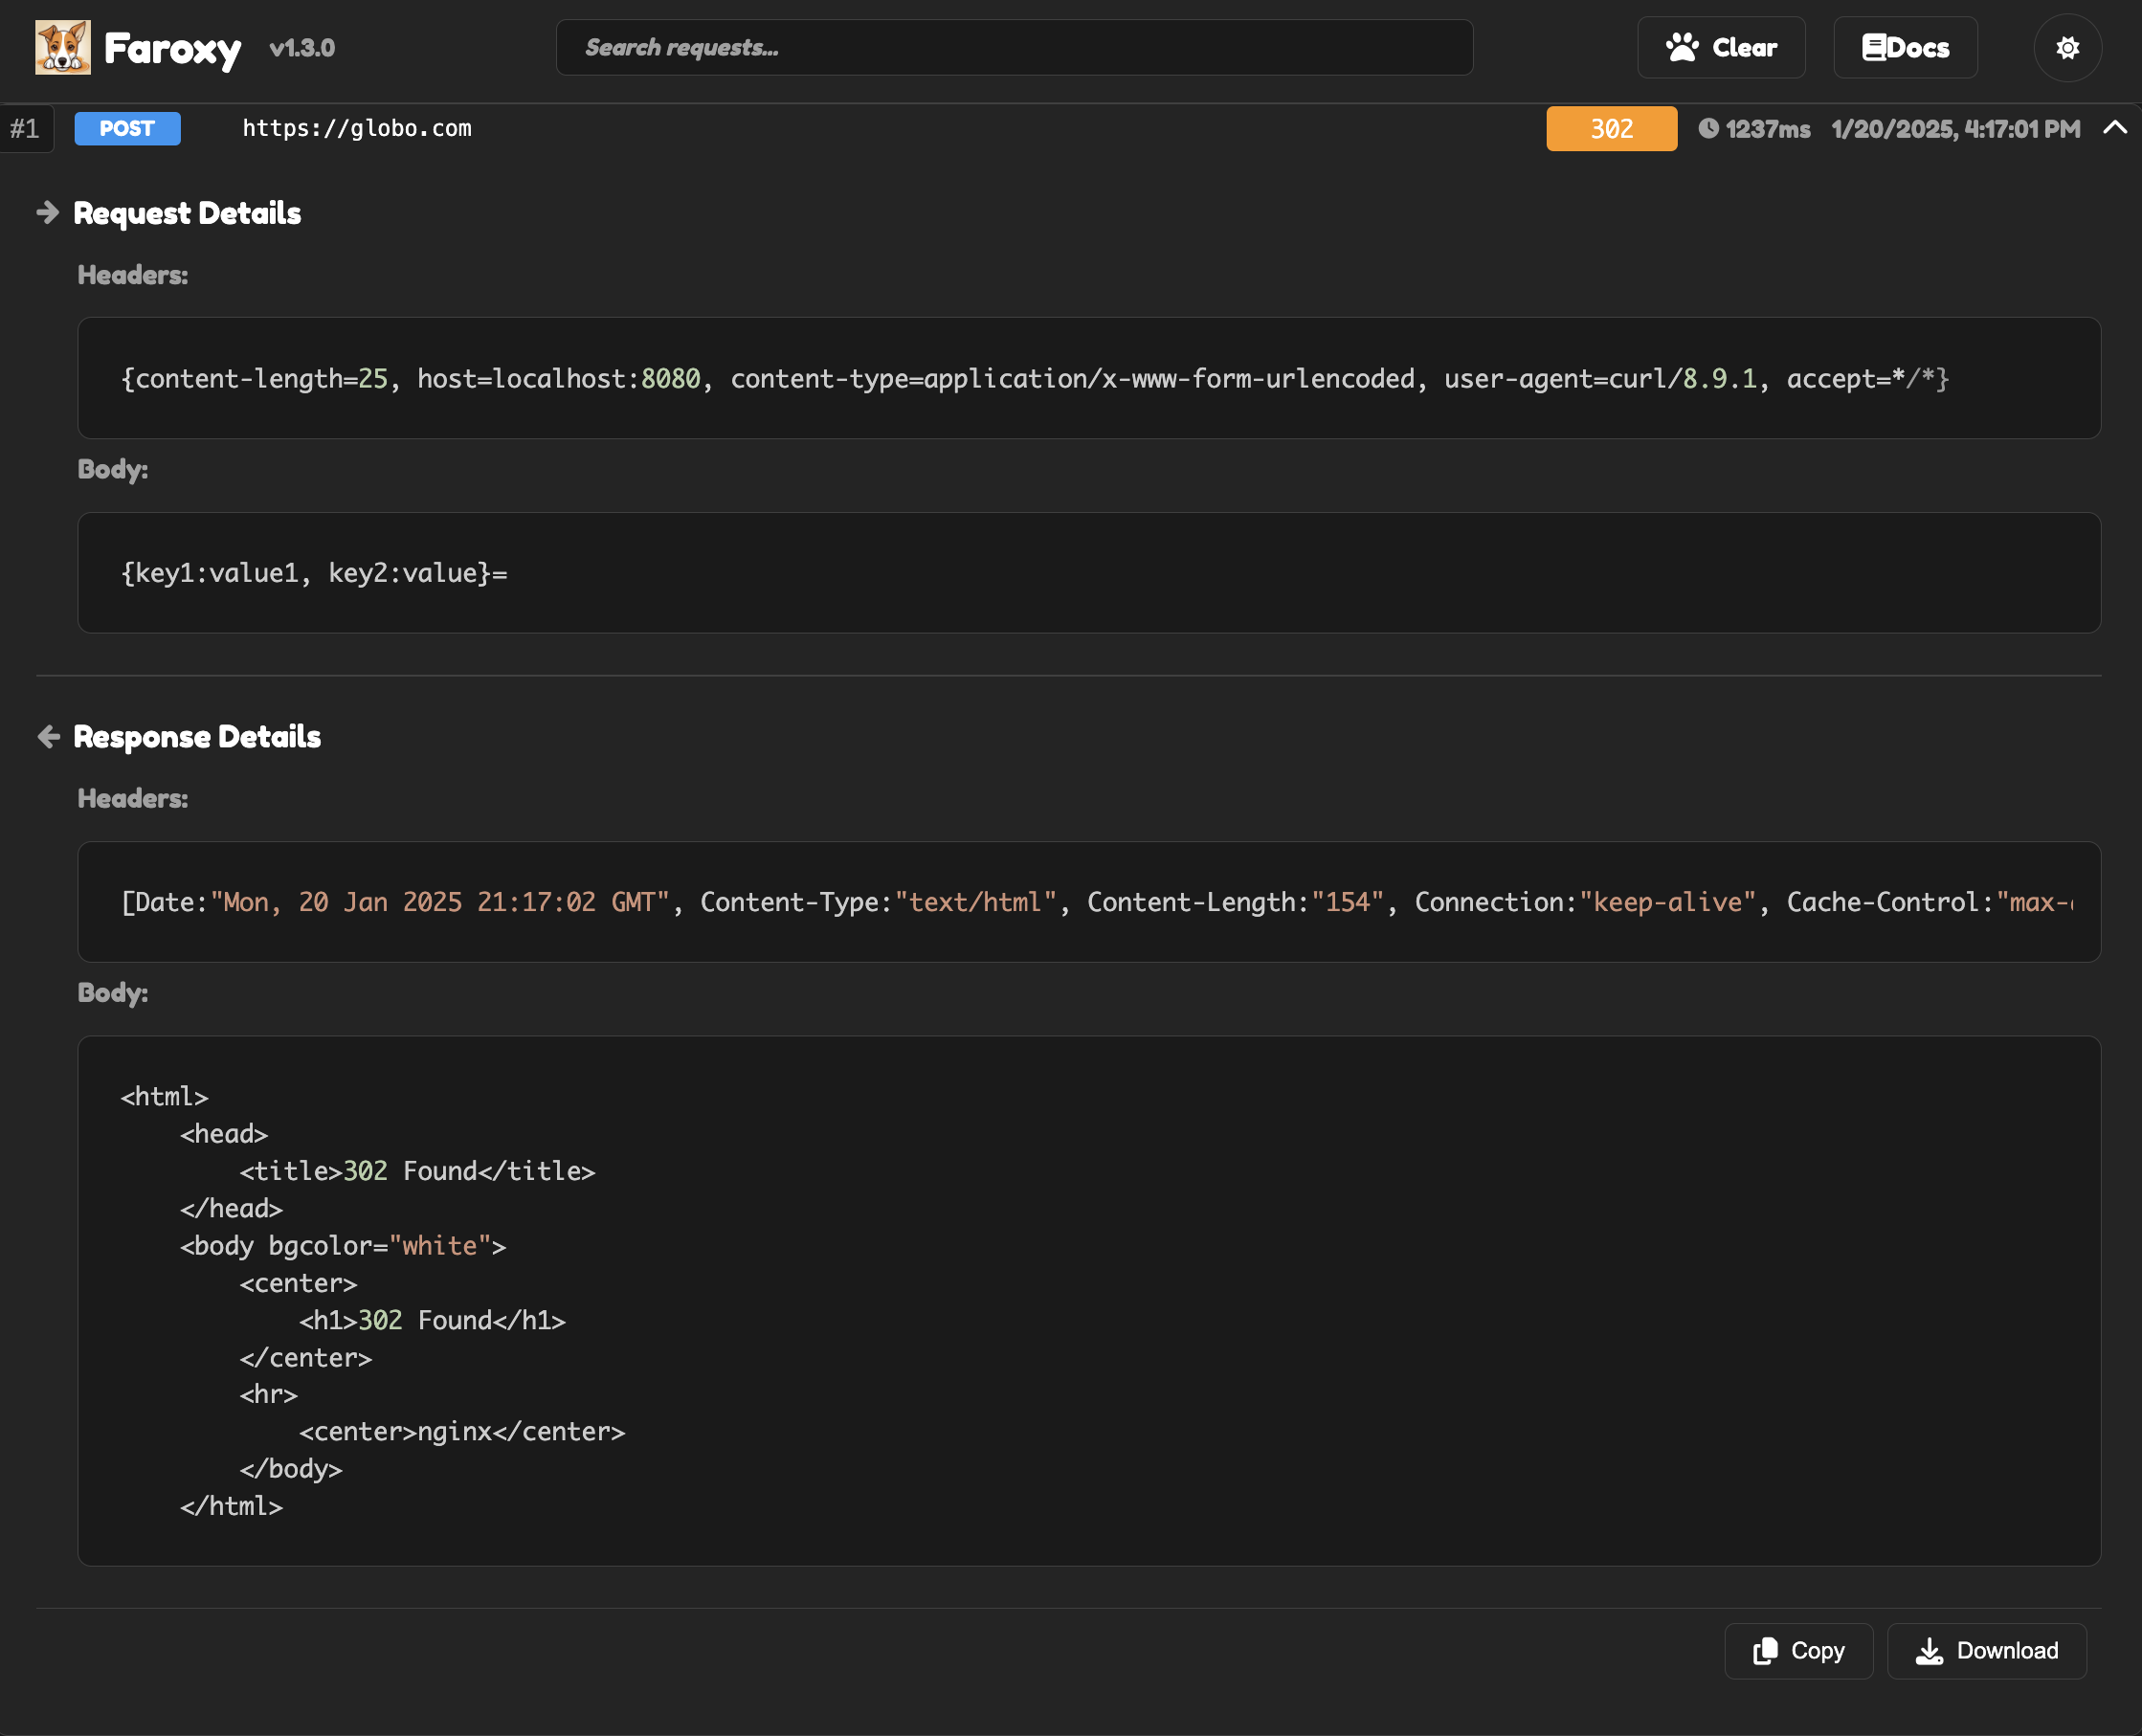 Faroxy v1.3.0 Search requests... Clear Docs
#1 POST https://globo.com 302 1237ms 1/20/2025, 4:17:01 PM
Request Details
Headers:
{content-length=25, host=localhost:8080, content-type=application/x-www-form-urlencoded, user-agent=curl/8.9.1, accept=*/*}
Body:
{key1:value1, key2:value}=
Response Details
Headers:
[Date:"Mon, 20 Jan 2025 21:17:02 GMT", Content-Type:"text/html", Content-Length:"154", Connection:"keep-alive", Cache-Control:"max-
Body:
<html>
<head>
<title>302 Found</title>
</head>
<body bgcolor="white">
<center>
<h1>302 Found</h1>
</center>
<hr>
<center>nginx</center>
</body>
</html>
Copy Download